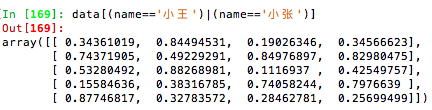 In [169]: data[(name=='小王')|(name=='小张')]
Out[169]:
array([[ 0.34361019,  0.84494531,  0.19026346,  0.34566623],
       [ 0.74371905,  0.49229291,  0.84976897,  0.82980475],
       [ 0.53280492,  0.88268981,  0.1116937 ,  0.42549757],
       [ 0.15584636,  0.38316785,  0.74058244,  0.7976639 ],
       [ 0.87746817,  0.32783572,  0.28462781,  0.25699499]])